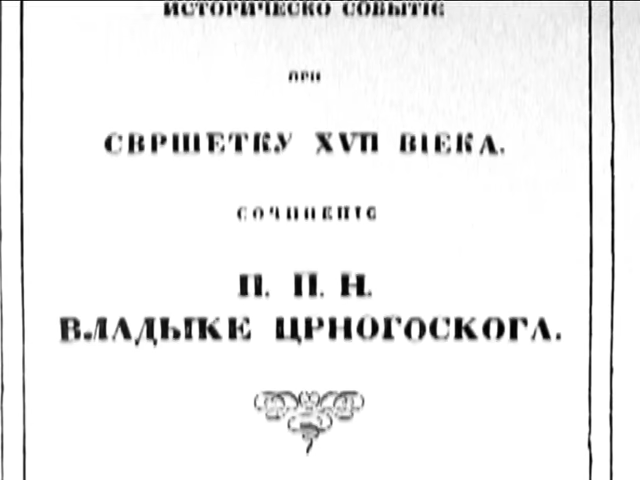 ИСТОРИЧЕСКО СОБЫТІЕ
ПРИ
СВРШЕТКУ XVII ВІЕКА.
СОЧИНЕНІЕ
П. П. Н.
ВЛАДЫКЕ ЦРНОГОСКОГА.